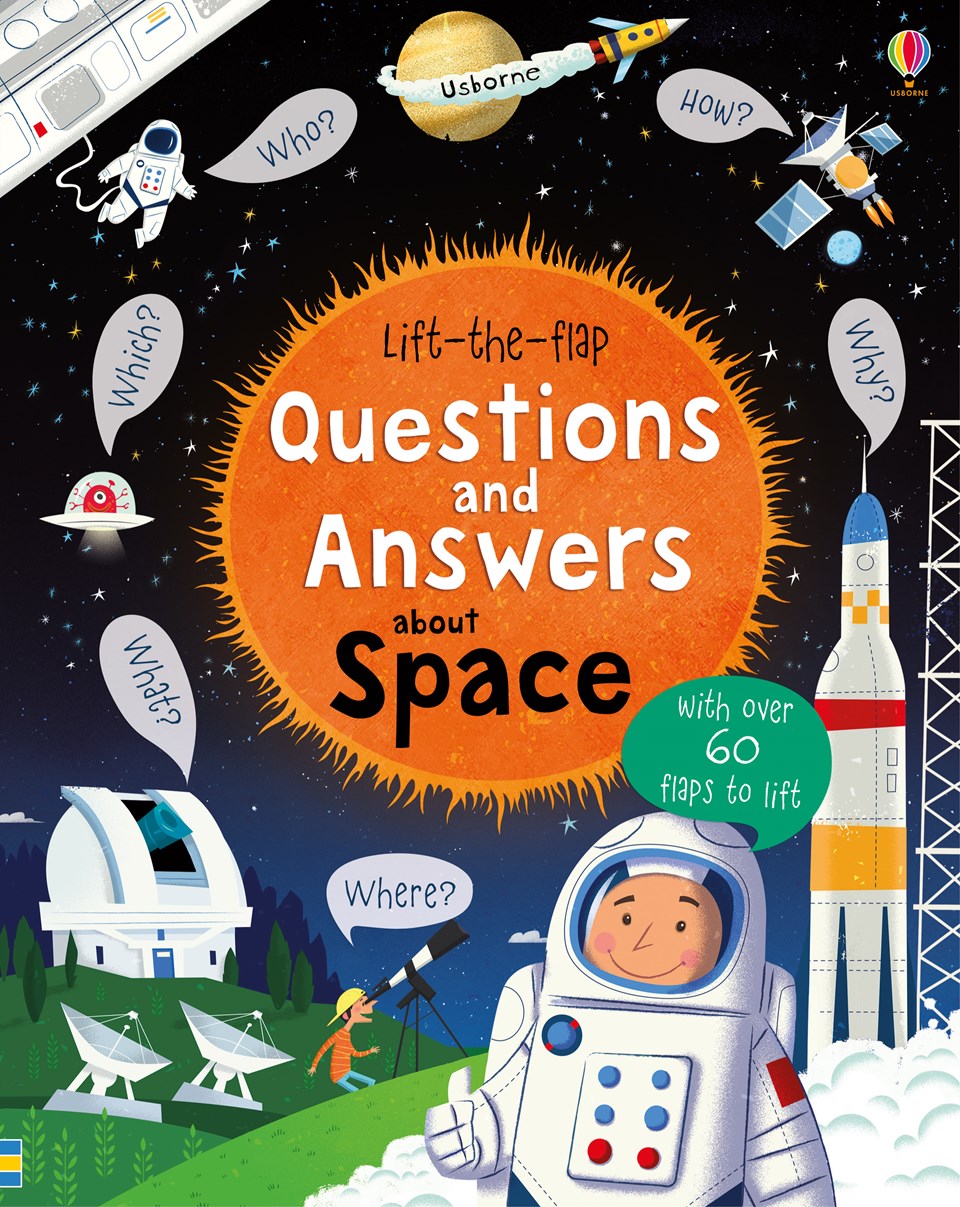 Usborne
USBORNE
Who?
How?
Which?
Why?
Lift-the-flap
Questions
and
Answers
about
Space
What?
with over
60
flaps to lift
Where?